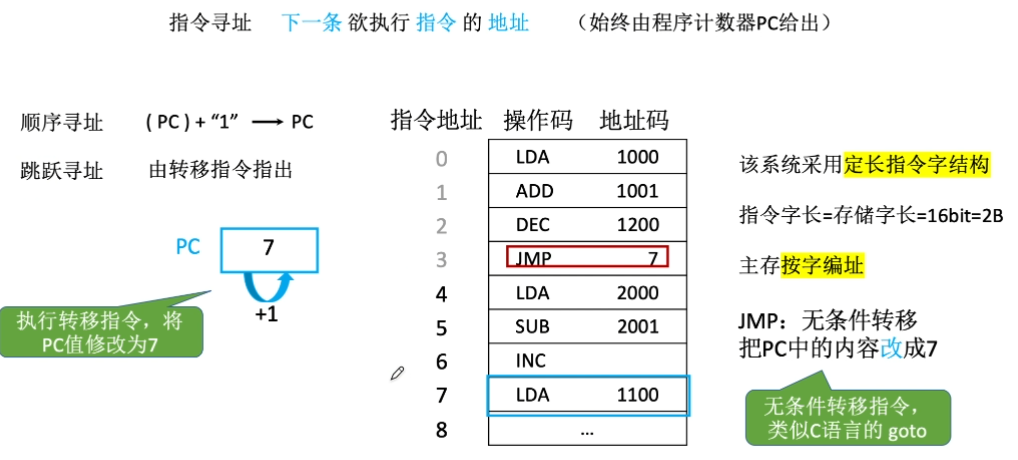 指令寻址 下一条 欲执行 指令 的 地址 （始终由程序计数器PC给出）
顺序寻址 ( PC ) + “1” → PC
跳跃寻址 由转移指令指出
PC 7
+1
执行转移指令，将
PC值修改为7
指令地址 操作码 地址码
0 LDA 1000
1 ADD 1001
2 DEC 1200
3 JMP 7
4 LDA 2000
5 SUB 2001
6 INC
7 LDA 1100
8 ...
该系统采用定长指令字结构
指令字长=存储字长=16bit=2B
主存按字编址
JMP：无条件转移
把PC中的内容改成7
无条件转移指令，
类似C语言的 goto